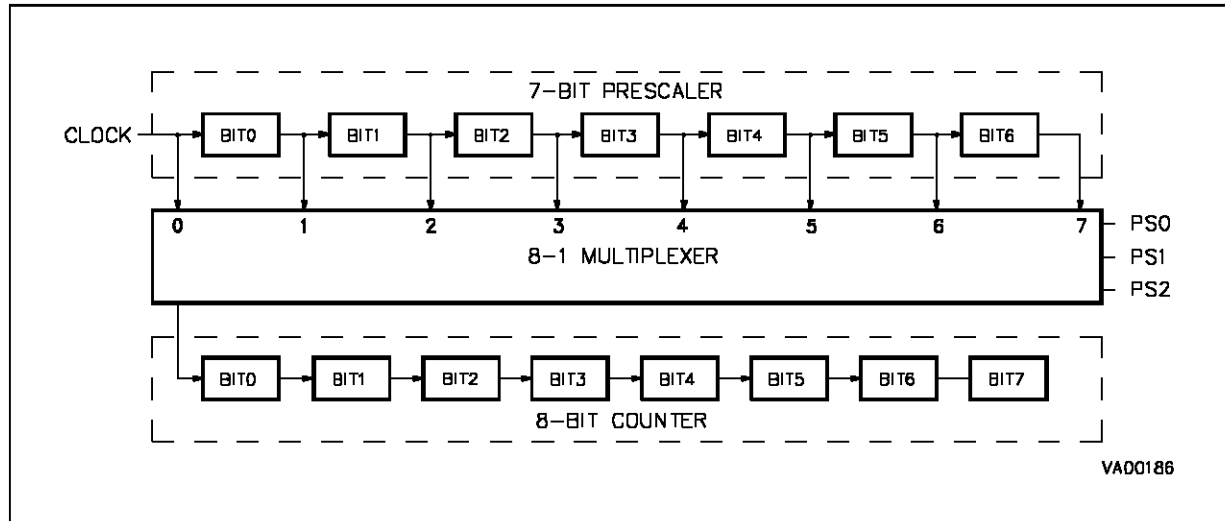 7-BIT PRESCALER
CLOCK BIT0 BIT1 BIT2 BIT3 BIT4 BIT5 BIT6
0 1 2 3 4 5 6 7 PS0
8-1 MULTIPLEXER PS1
PS2
BIT0 BIT1 BIT2 BIT3 BIT4 BIT5 BIT6 BIT7
8-BIT COUNTER
VA00186